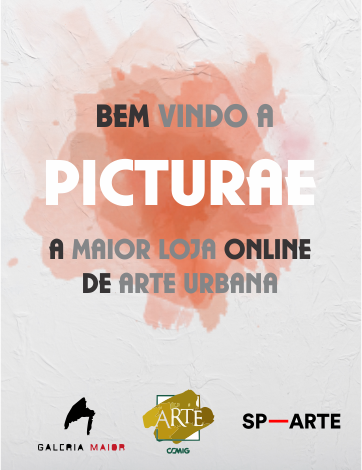 BEM VINDO A
PICTURAE
A MAIOR LOJA ONLINE
DE ARTE URBANA
GALERIA MAIOR
ARTE
COMIG
SP—ARTE